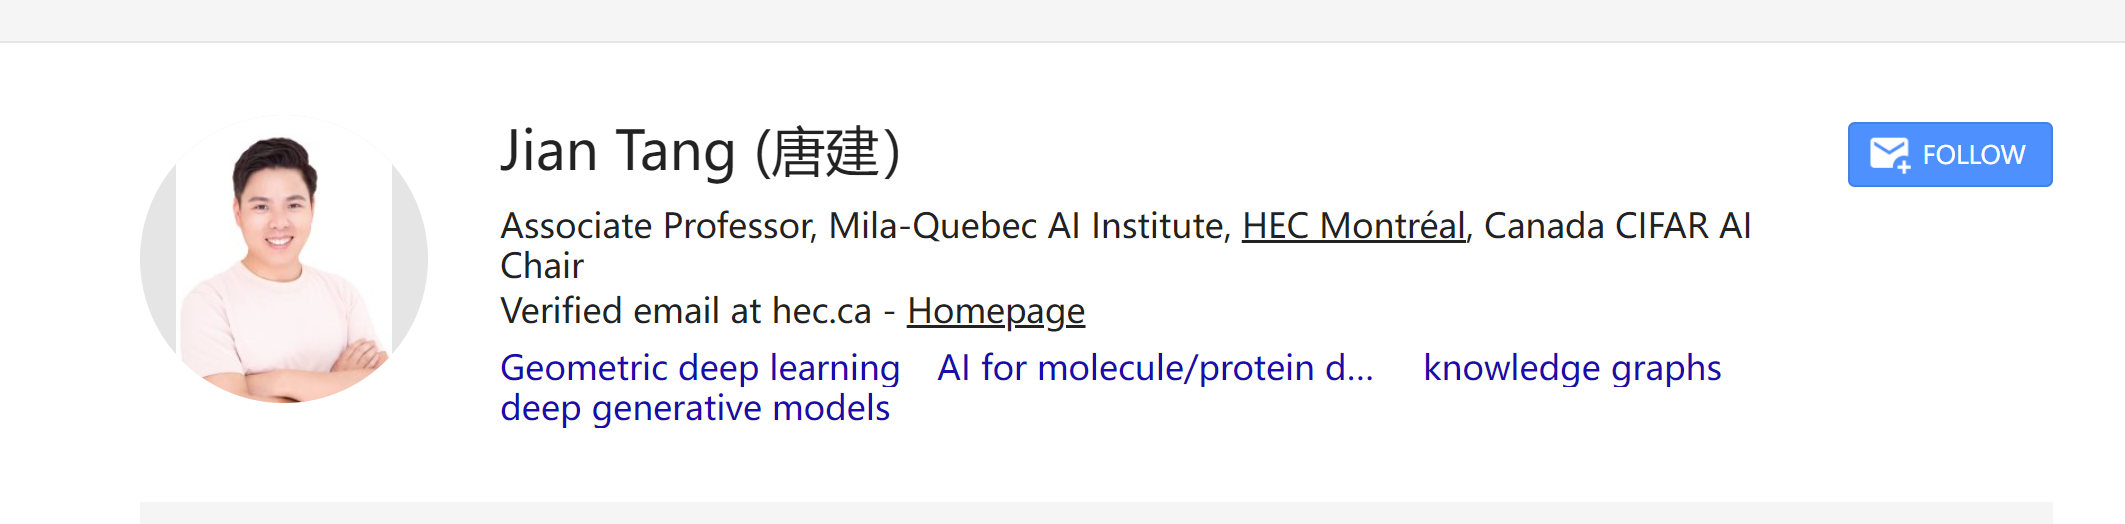 Jian Tang (唐建)
FOLLOW
Associate Professor, Mila-Quebec AI Institute, HEC Montréal, Canada CIFAR AI
Chair
Verified email at hec.ca - Homepage
Geometric deep learning AI for molecule/protein d... knowledge graphs
deep generative models